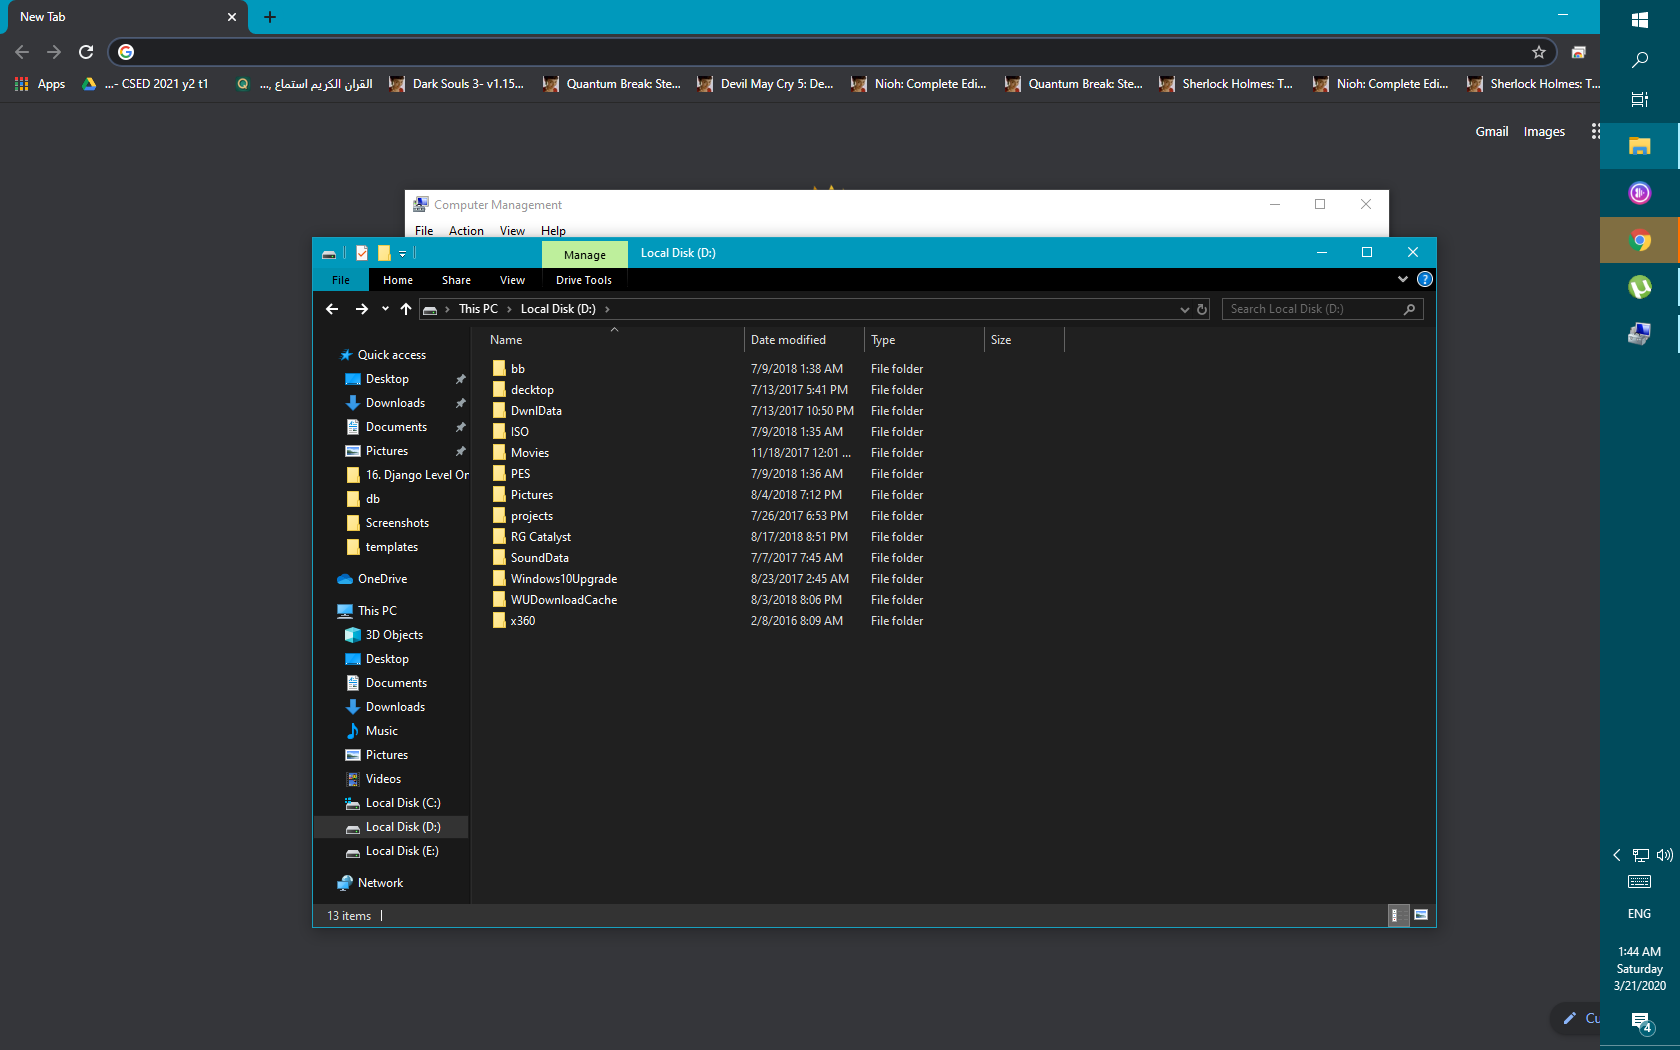 New Tab
Apps
...- CSED 2021 y2 t1
القران الكريم استماع ,...
Dark Souls 3- v1.15...
Quantum Break: Ste...
Devil May Cry 5: De...
Nioh: Complete Edi...
Quantum Break: Ste...
Sherlock Holmes: T...
Nioh: Complete Edi...
Sherlock Holmes: T...
Gmail Images
Computer Management
File Action View Help
Manage Local Disk (D:)
File Home Share View Drive Tools
This PC Local Disk (D:)
Search Local Disk (D:)
Name Date modified Type Size
Quick access
Desktop
Downloads
Documents
Pictures
16. Django Level On
db
Screenshots
templates
OneDrive
This PC
3D Objects
Desktop
Documents
Downloads
Music
Pictures
Videos
Local Disk (C:)
Local Disk (D:)
Local Disk (E:)
Network
bb 7/9/2018 1:38 AM File folder
decktop 7/13/2017 5:41 PM File folder
DwnlData 7/13/2017 10:50 PM File folder
ISO 7/9/2018 1:35 AM File folder
Movies 11/18/2017 12:01 ... File folder
PES 7/9/2018 1:36 AM File folder
Pictures 8/4/2018 7:12 PM File folder
projects 7/26/2017 6:53 PM File folder
RG Catalyst 8/17/2018 8:51 PM File folder
SoundData 7/7/2017 7:45 AM File folder
Windows10Upgrade 8/23/2017 2:45 AM File folder
WUDownloadCache 8/3/2018 8:06 PM File folder
x360 2/8/2016 8:09 AM File folder
13 items
ENG
1:44 AM
Saturday
3/21/2020
Cu
4